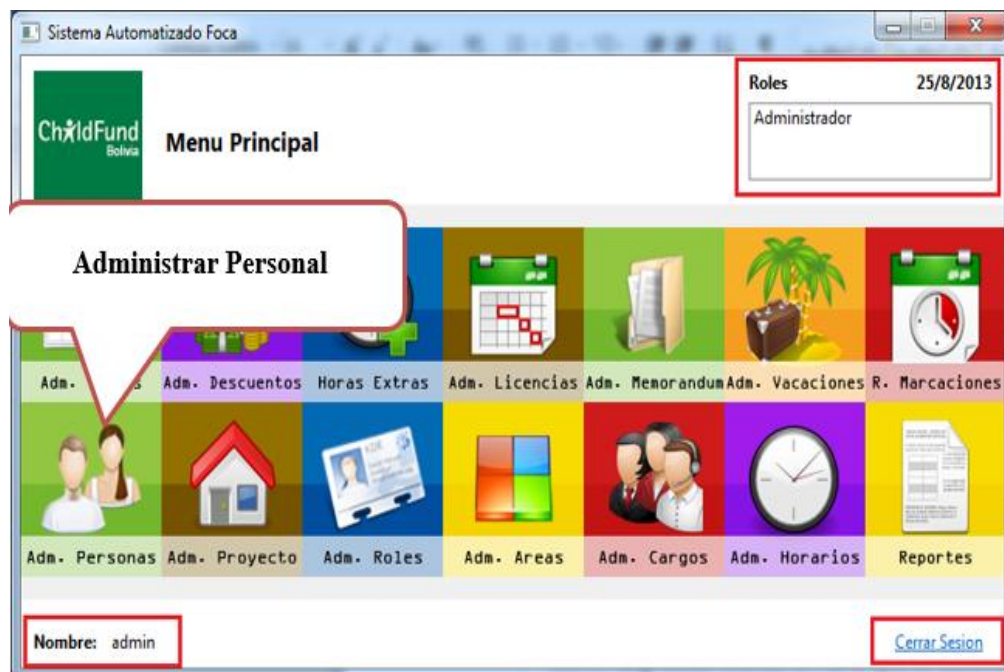 Sistema Automatizado Foca
ChildFund
Bolivia
Menu Principal
Roles 25/8/2013
Administrador
Administrar Personal
Adm. Descuentos Horas Extras Adm. Licencias Adm. Memorandum Adm. Vacaciones R. Marcaciones
Adm. Personas Adm. Proyecto Adm. Roles Adm. Areas Adm. Cargos Adm. Horarios Reportes
Nombre: admin
Cerrar Sesion